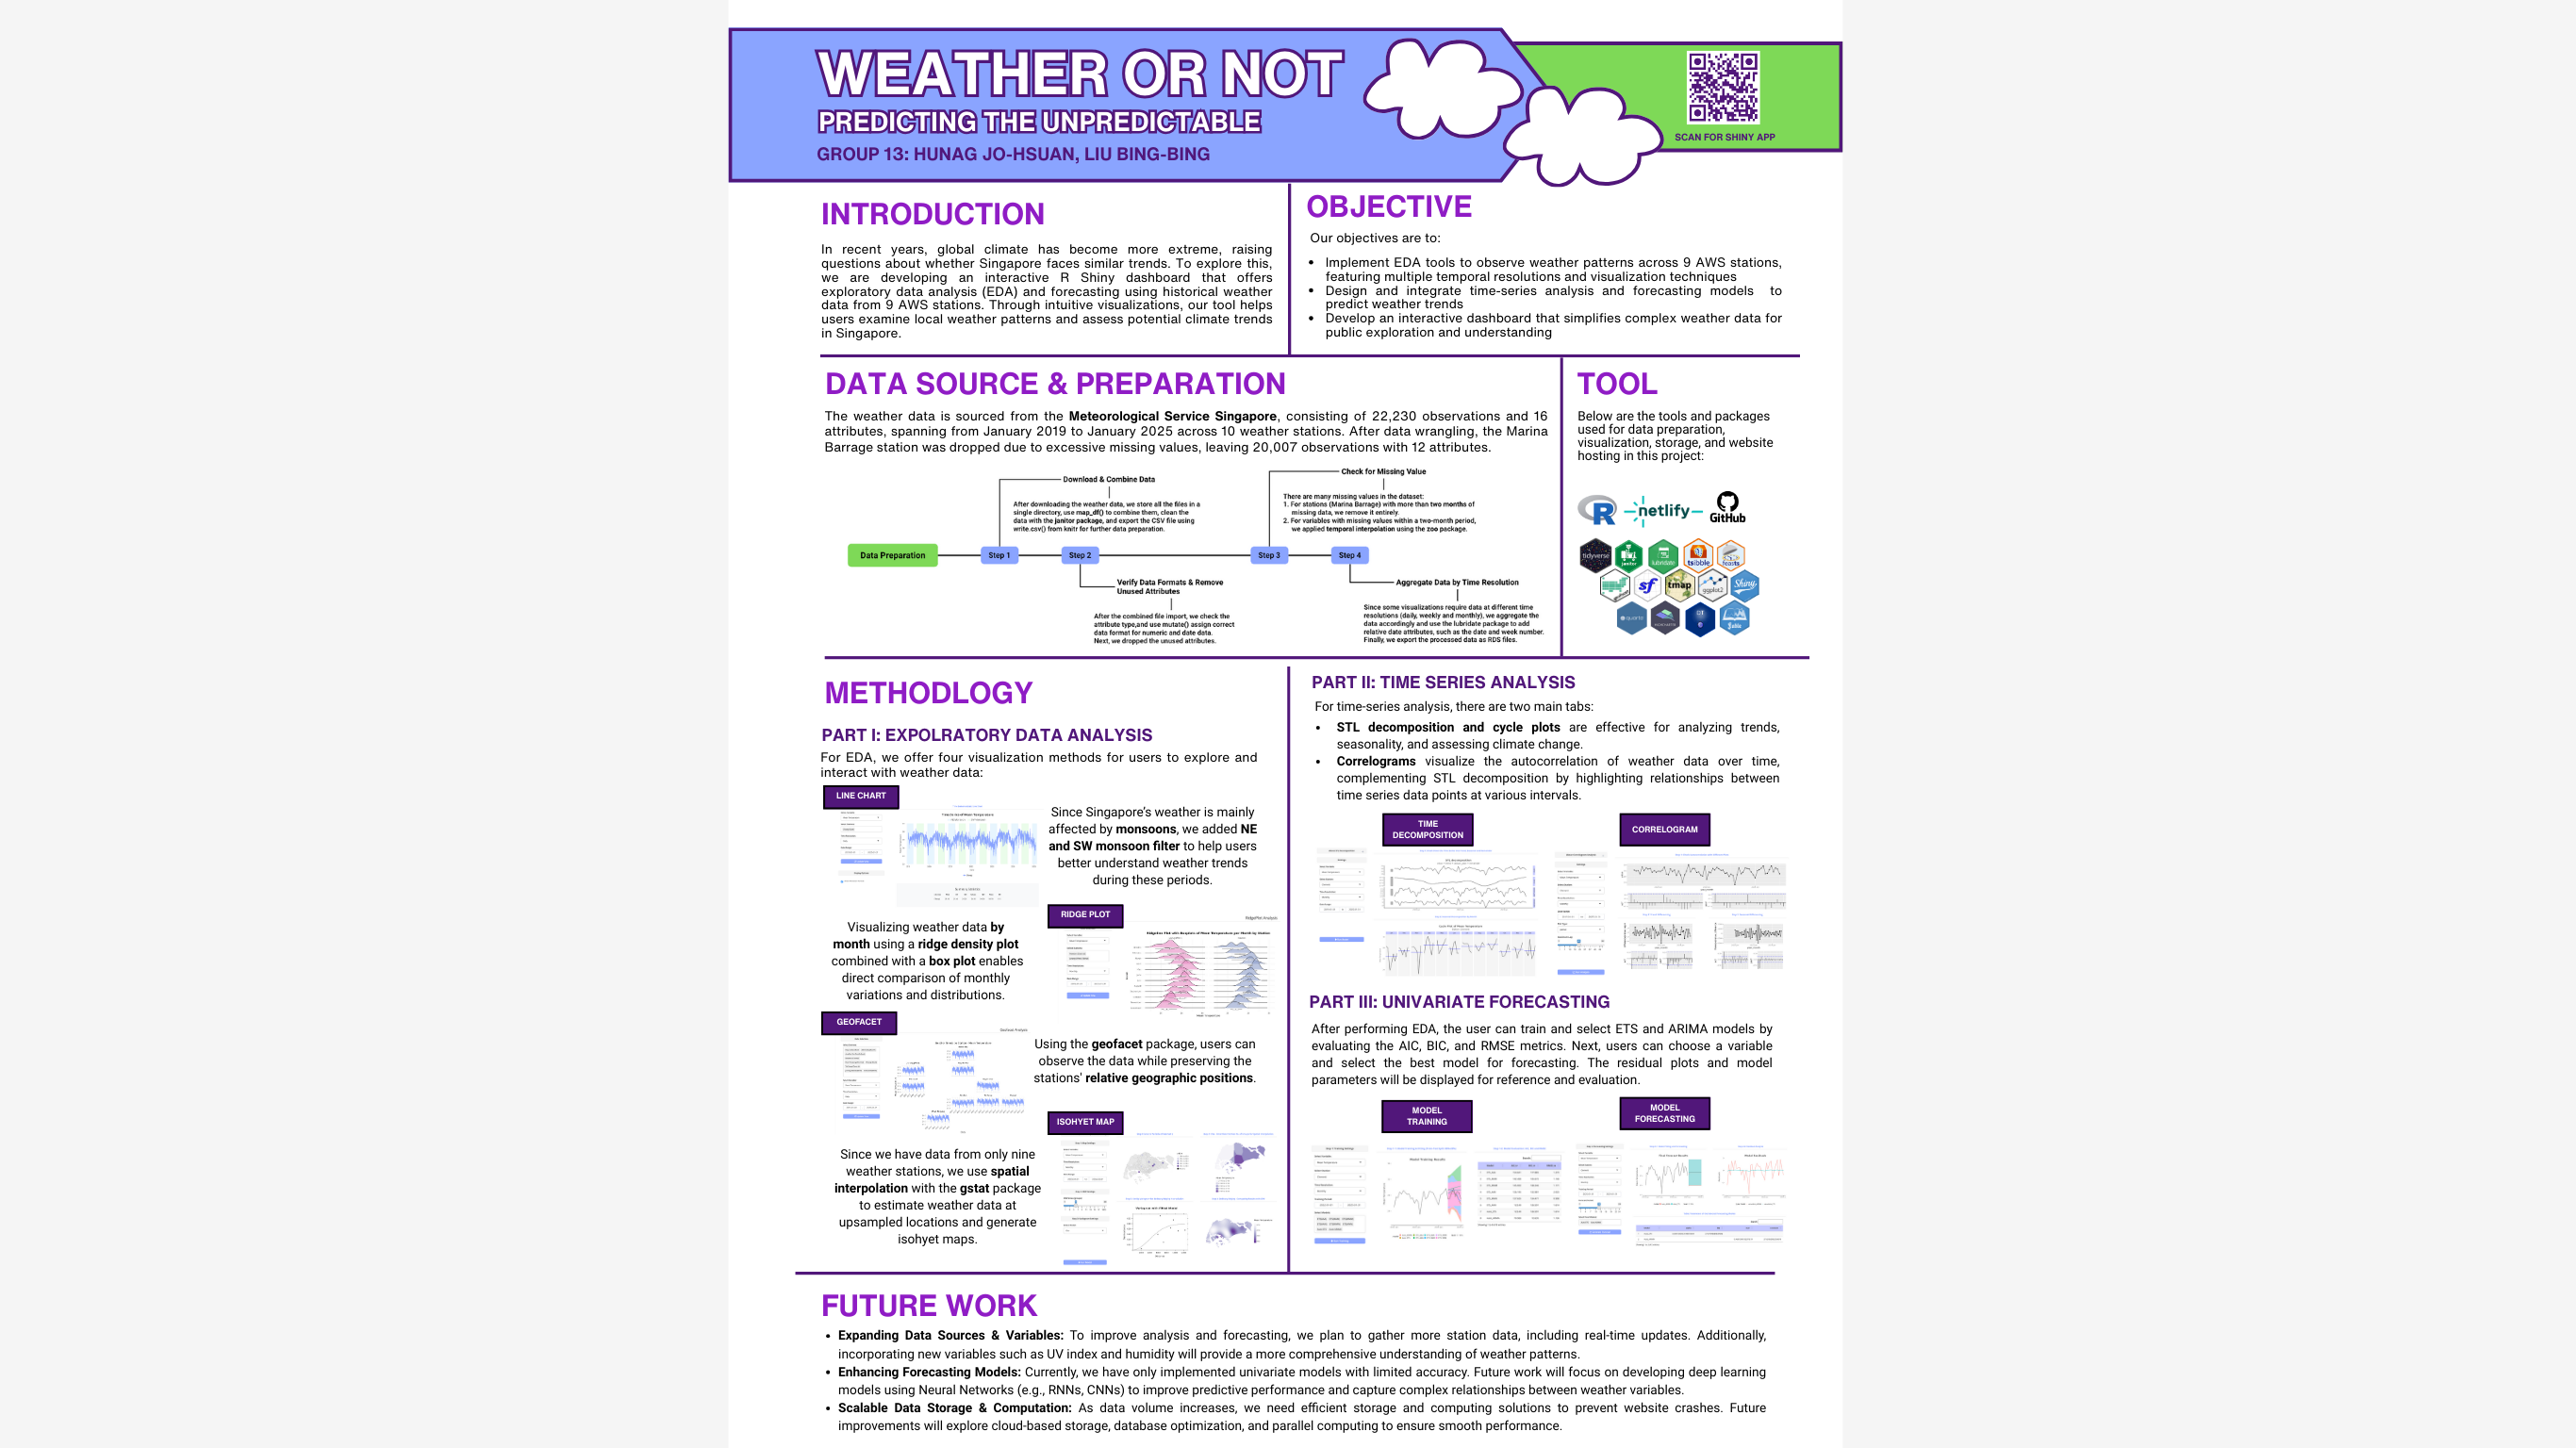 WEATHER OR NOT
PREDICTING THE UNPREDICTABLE
GROUP 13: HUNAG JO-HSUAN, LIU BING-BING
SCAN FOR SHINY APP
INTRODUCTION
In recent years, global climate has become more extreme, raising
questions about whether Singapore faces similar trends. To explore this,
we are developing an interactive R Shiny dashboard that offers
exploratory data analysis (EDA) and forecasting using historical weather
data from 9 AWS stations. Through intuitive visualizations, our tool helps
users examine local weather patterns and assess potential climate trends
in Singapore.
OBJECTIVE
Our objectives are to:
• Implement EDA tools to observe weather patterns across 9 AWS stations,
featuring multiple temporal resolutions and visualization techniques
• Design and integrate time-series analysis and forecasting models to
predict weather trends
• Develop an interactive dashboard that simplifies complex weather data for
public exploration and understanding
DATA SOURCE & PREPARATION
The weather data is sourced from the Meteorological Service Singapore, consisting of 22,230 observations and 16
attributes, spanning from January 2019 to January 2025 across 10 weather stations. After data wrangling, the Marina
Barrage station was dropped due to excessive missing values, leaving 20,007 observations with 12 attributes.
Download & Combine Data
After downloading the weather data, we store all the files in a
single directory, use map_df() to combine them, clean the
data with the janitor package, and export the CSV file using
write.csv() from knitr for further data preparation.
Check for Missing Value
There are many missing values in the dataset:
1. For stations (Marina Barrage) with more than two months of
missing data, we remove it entirely.
2. For variables with missing values within a two-month period,
we applied temporal interpolation using the zoo package.
Data Preparation
Step 1
Step 2
Step 3
Step 4
Verify Data Formats & Remove
Unused Attributes
After the combined file import, we check the
attribute type,and use mutate() assign correct
data format for numeric and date data.
Next, we dropped the unused attributes.
Aggregate Data by Time Resolution
Since some visualizations require data at different time
resolutions (daily, weekly and monthly), we aggregate the
data accordingly and use the lubridate package to add
relative date attributes, such as the date and week number.
Finally, we export the processed data as RDS files.
TOOL
Below are the tools and packages
used for data preparation,
visualization, storage, and website
hosting in this project:
R
netlify
GitHub
tidyverse
janitor
lubridate
tsibble
feasts
sf
tmap
ggplot2
Shiny
quarto
DT
fable
METHODLOGY
PART I: EXPOLRATORY DATA ANALYSIS
For EDA, we offer four visualization methods for users to explore and
interact with weather data:
LINE CHART
Since Singapore's weather is mainly
affected by monsoons, we added NE
and SW monsoon filter to help users
better understand weather trends
during these periods.
RIDGE PLOT
RidgePlot Analysis
Visualizing weather data by
month using a ridge density plot
combined with a box plot enables
direct comparison of monthly
variations and distributions.
GEOFACET
Using the geofacet package, users can
observe the data while preserving the
stations' relative geographic positions.
ISOHYET MAP
Since we have data from only nine
weather stations, we use spatial
interpolation with the gstat package
to estimate weather data at
upsampled locations and generate
isohyet maps.
PART II: TIME SERIES ANALYSIS
For time-series analysis, there are two main tabs:
• STL decomposition and cycle plots are effective for analyzing trends,
seasonality, and assessing climate change.
• Correlograms visualize the autocorrelation of weather data over time,
complementing STL decomposition by highlighting relationships between
time series data points at various intervals.
TIME
DECOMPOSITION
CORRELOGRAM
PART III: UNIVARIATE FORECASTING
After performing EDA, the user can train and select ETS and ARIMA models by
evaluating the AIC, BIC, and RMSE metrics. Next, users can choose a variable
and select the best model for forecasting. The residual plots and model
parameters will be displayed for reference and evaluation.
MODEL
TRAINING
MODEL
FORECASTING
Model Training Results
FUTURE WORK
• Expanding Data Sources & Variables: To improve analysis and forecasting, we plan to gather more station data, including real-time updates. Additionally,
incorporating new variables such as UV index and humidity will provide a more comprehensive understanding of weather patterns.
• Enhancing Forecasting Models: Currently, we have only implemented univariate models with limited accuracy. Future work will focus on developing deep learning
models using Neural Networks (e.g., RNNs, CNNs) to improve predictive performance and capture complex relationships between weather variables.
• Scalable Data Storage & Computation: As data volume increases, we need efficient storage and computing solutions to prevent website crashes. Future
improvements will explore cloud-based storage, database optimization, and parallel computing to ensure smooth performance.